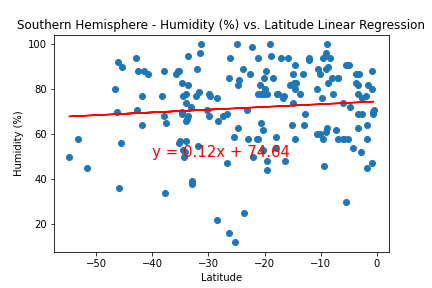 Southern Hemisphere - Humidity (%) vs. Latitude Linear Regression
100
80
60
40
20
Humidity (%)
y = 0.12x + 74.64
−50
−40
−30
−20
−10
0
Latitude